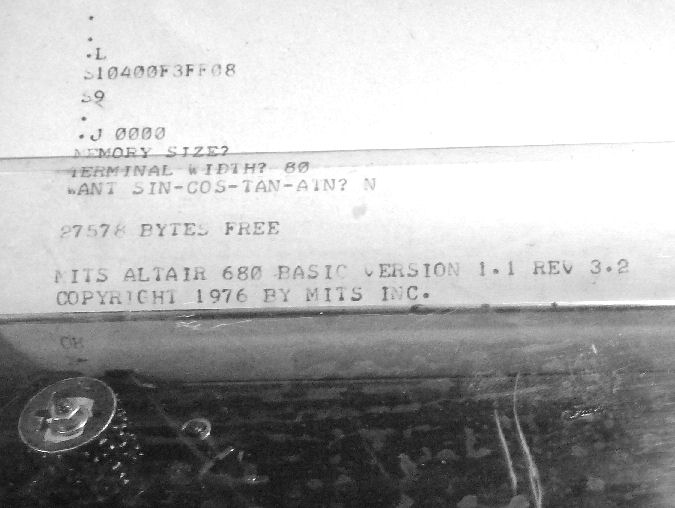 .
.
.L
S10400F3FF08
S9
.
.J 0000
MEMORY SIZE?
TERMINAL WIDTH? 80
WANT SIN-COS-TAN-ATN? N
27578 BYTES FREE
MITS ALTAIR 680 BASIC VERSION 1.1 REV 3.2
COPYRIGHT 1976 BY MITS INC.
OK